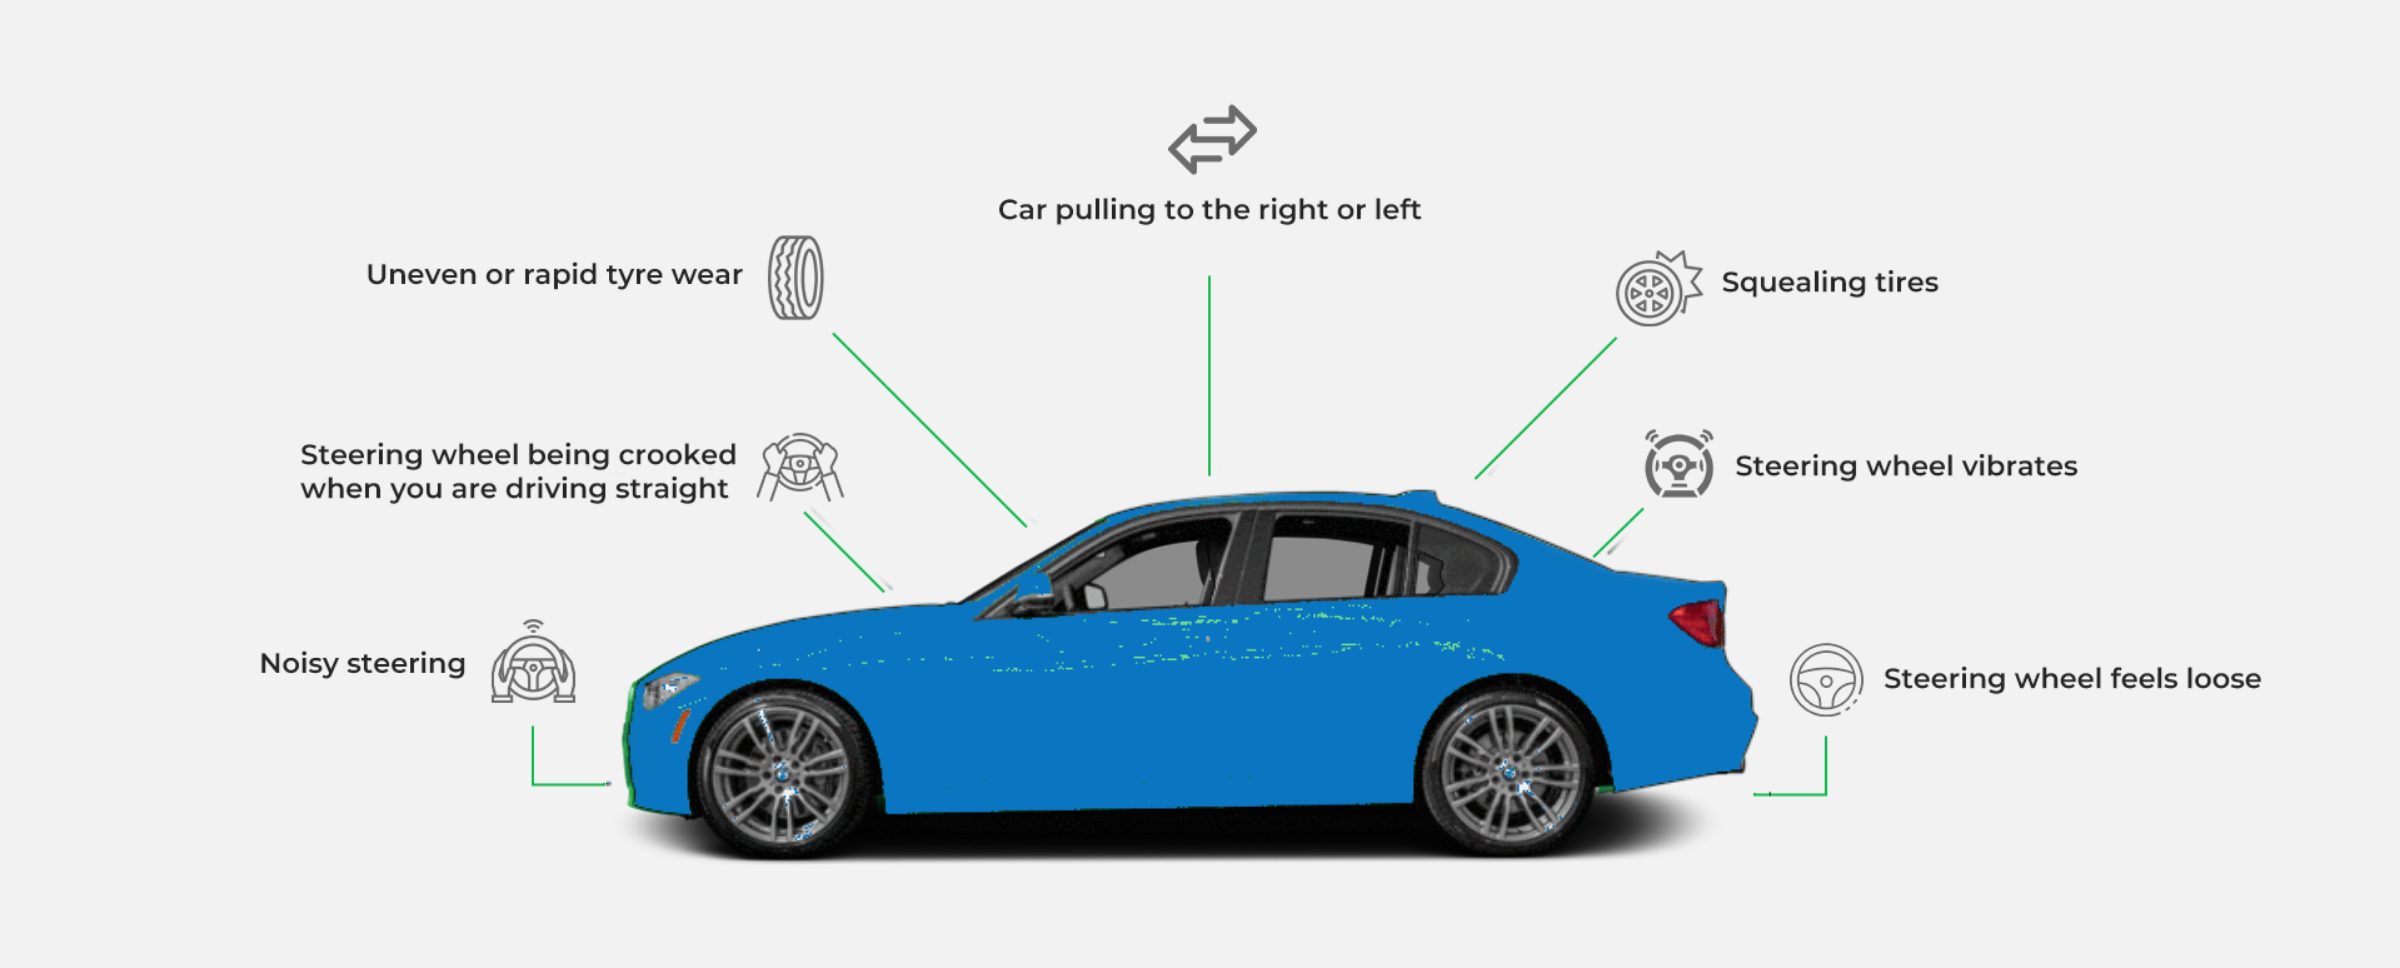 Car pulling to the right or left
Uneven or rapid tyre wear
Squealing tires
Steering wheel being crooked
when you are driving straight
Steering wheel vibrates
Noisy steering
Steering wheel feels loose